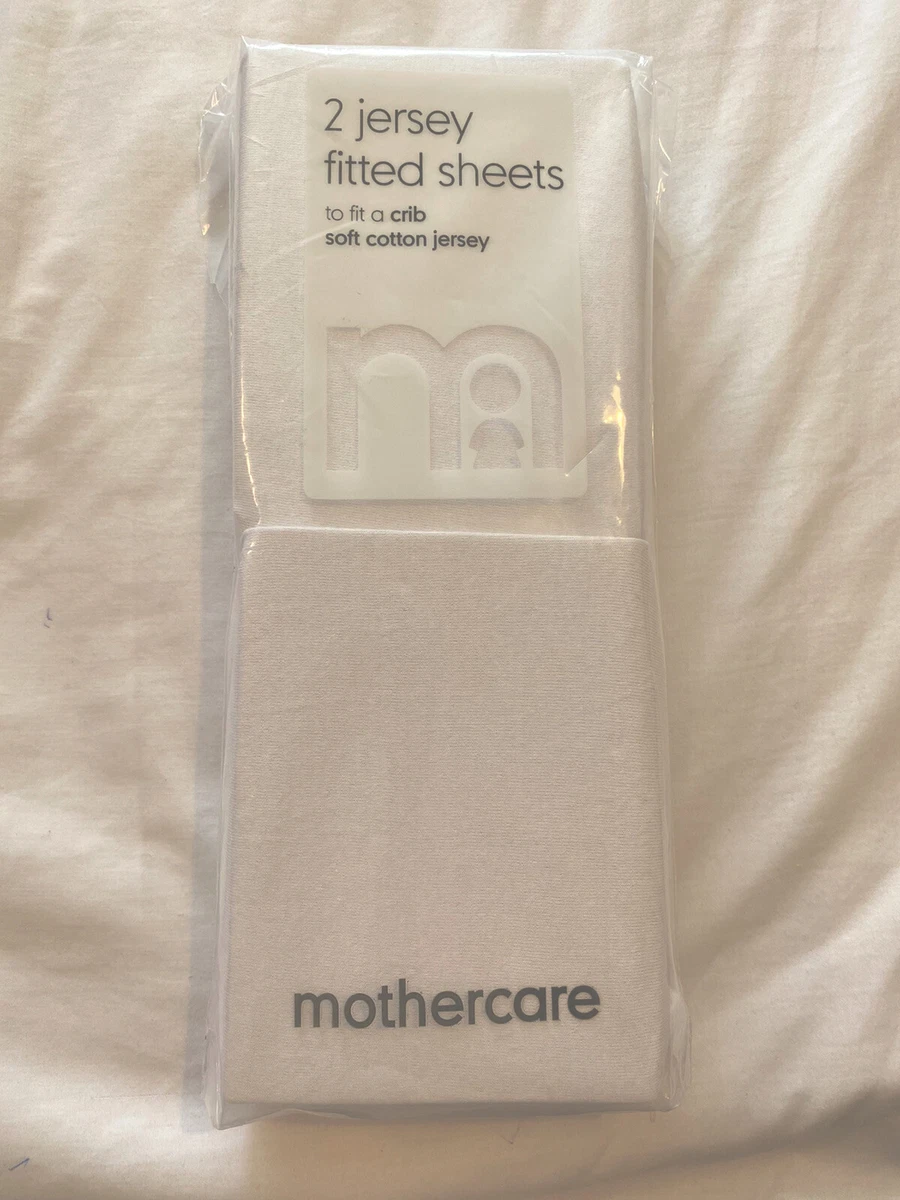 2 jersey
fitted sheets
to fit a crib
soft cotton jersey
mothercare